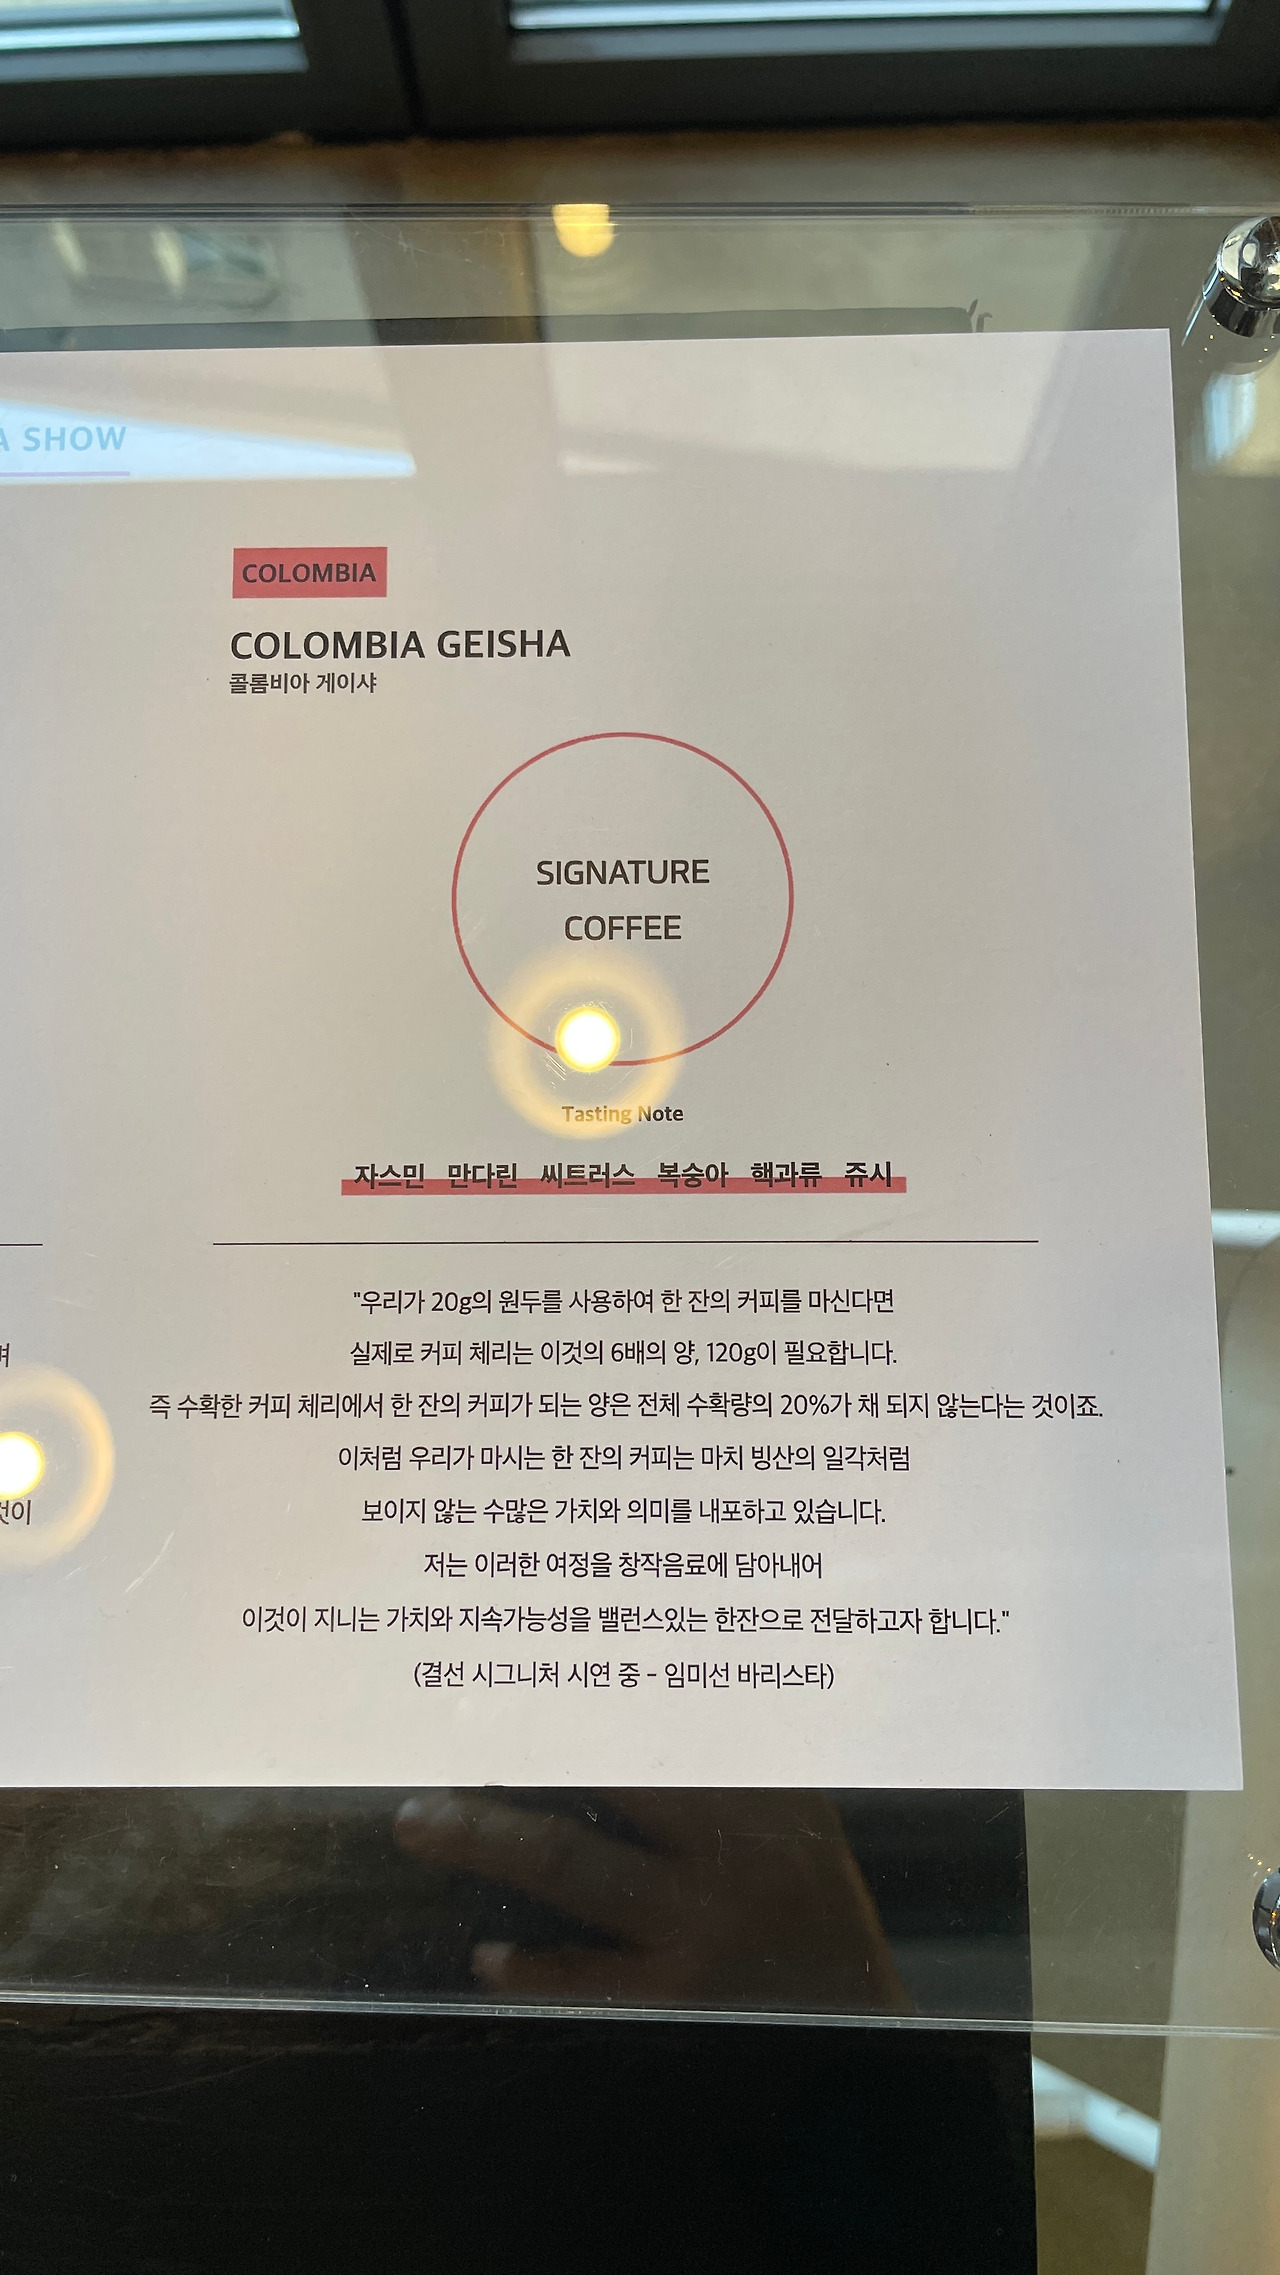 A SHOW
COLOMBIA
COLOMBIA GEISHA
콜롬비아 게이샤
SIGNATURE
COFFEE
Tasting Note
자스민 만다린 씨트러스 복숭아 핵과류 쥬시
"우리가 20g의 원두를 사용하여 한 잔의 커피를 마신다면
실제로 커피 체리는 이것의 6배의 양, 120g이 필요합니다.
즉 수확한 커피 체리에서 한 잔의 커피가 되는 양은 전체 수확량의 20%가 채 되지 않는다는 것이죠.
이처럼 우리가 마시는 한 잔의 커피는 마치 빙산의 일각처럼
보이지 않는 수많은 가치와 의미를 내포하고 있습니다.
저는 이러한 여정을 창작음료에 담아내어
이것이 지니는 가치와 지속가능성을 밸런스있는 한잔으로 전달하고자 합니다."
(결선 시그니처 시연 중 - 임미선 바리스타)
며
것이